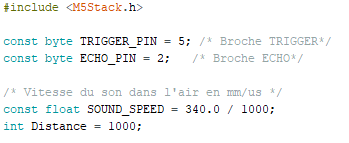 #include <M5Stack.h>
const byte TRIGGER_PIN = 5; /* Broche TRIGGER*/
const byte ECHO_PIN = 2; /* Broche ECHO*/
/* Vitesse du son dans l'air en mm/us */
const float SOUND_SPEED = 340.0 / 1000;
int Distance = 1000;